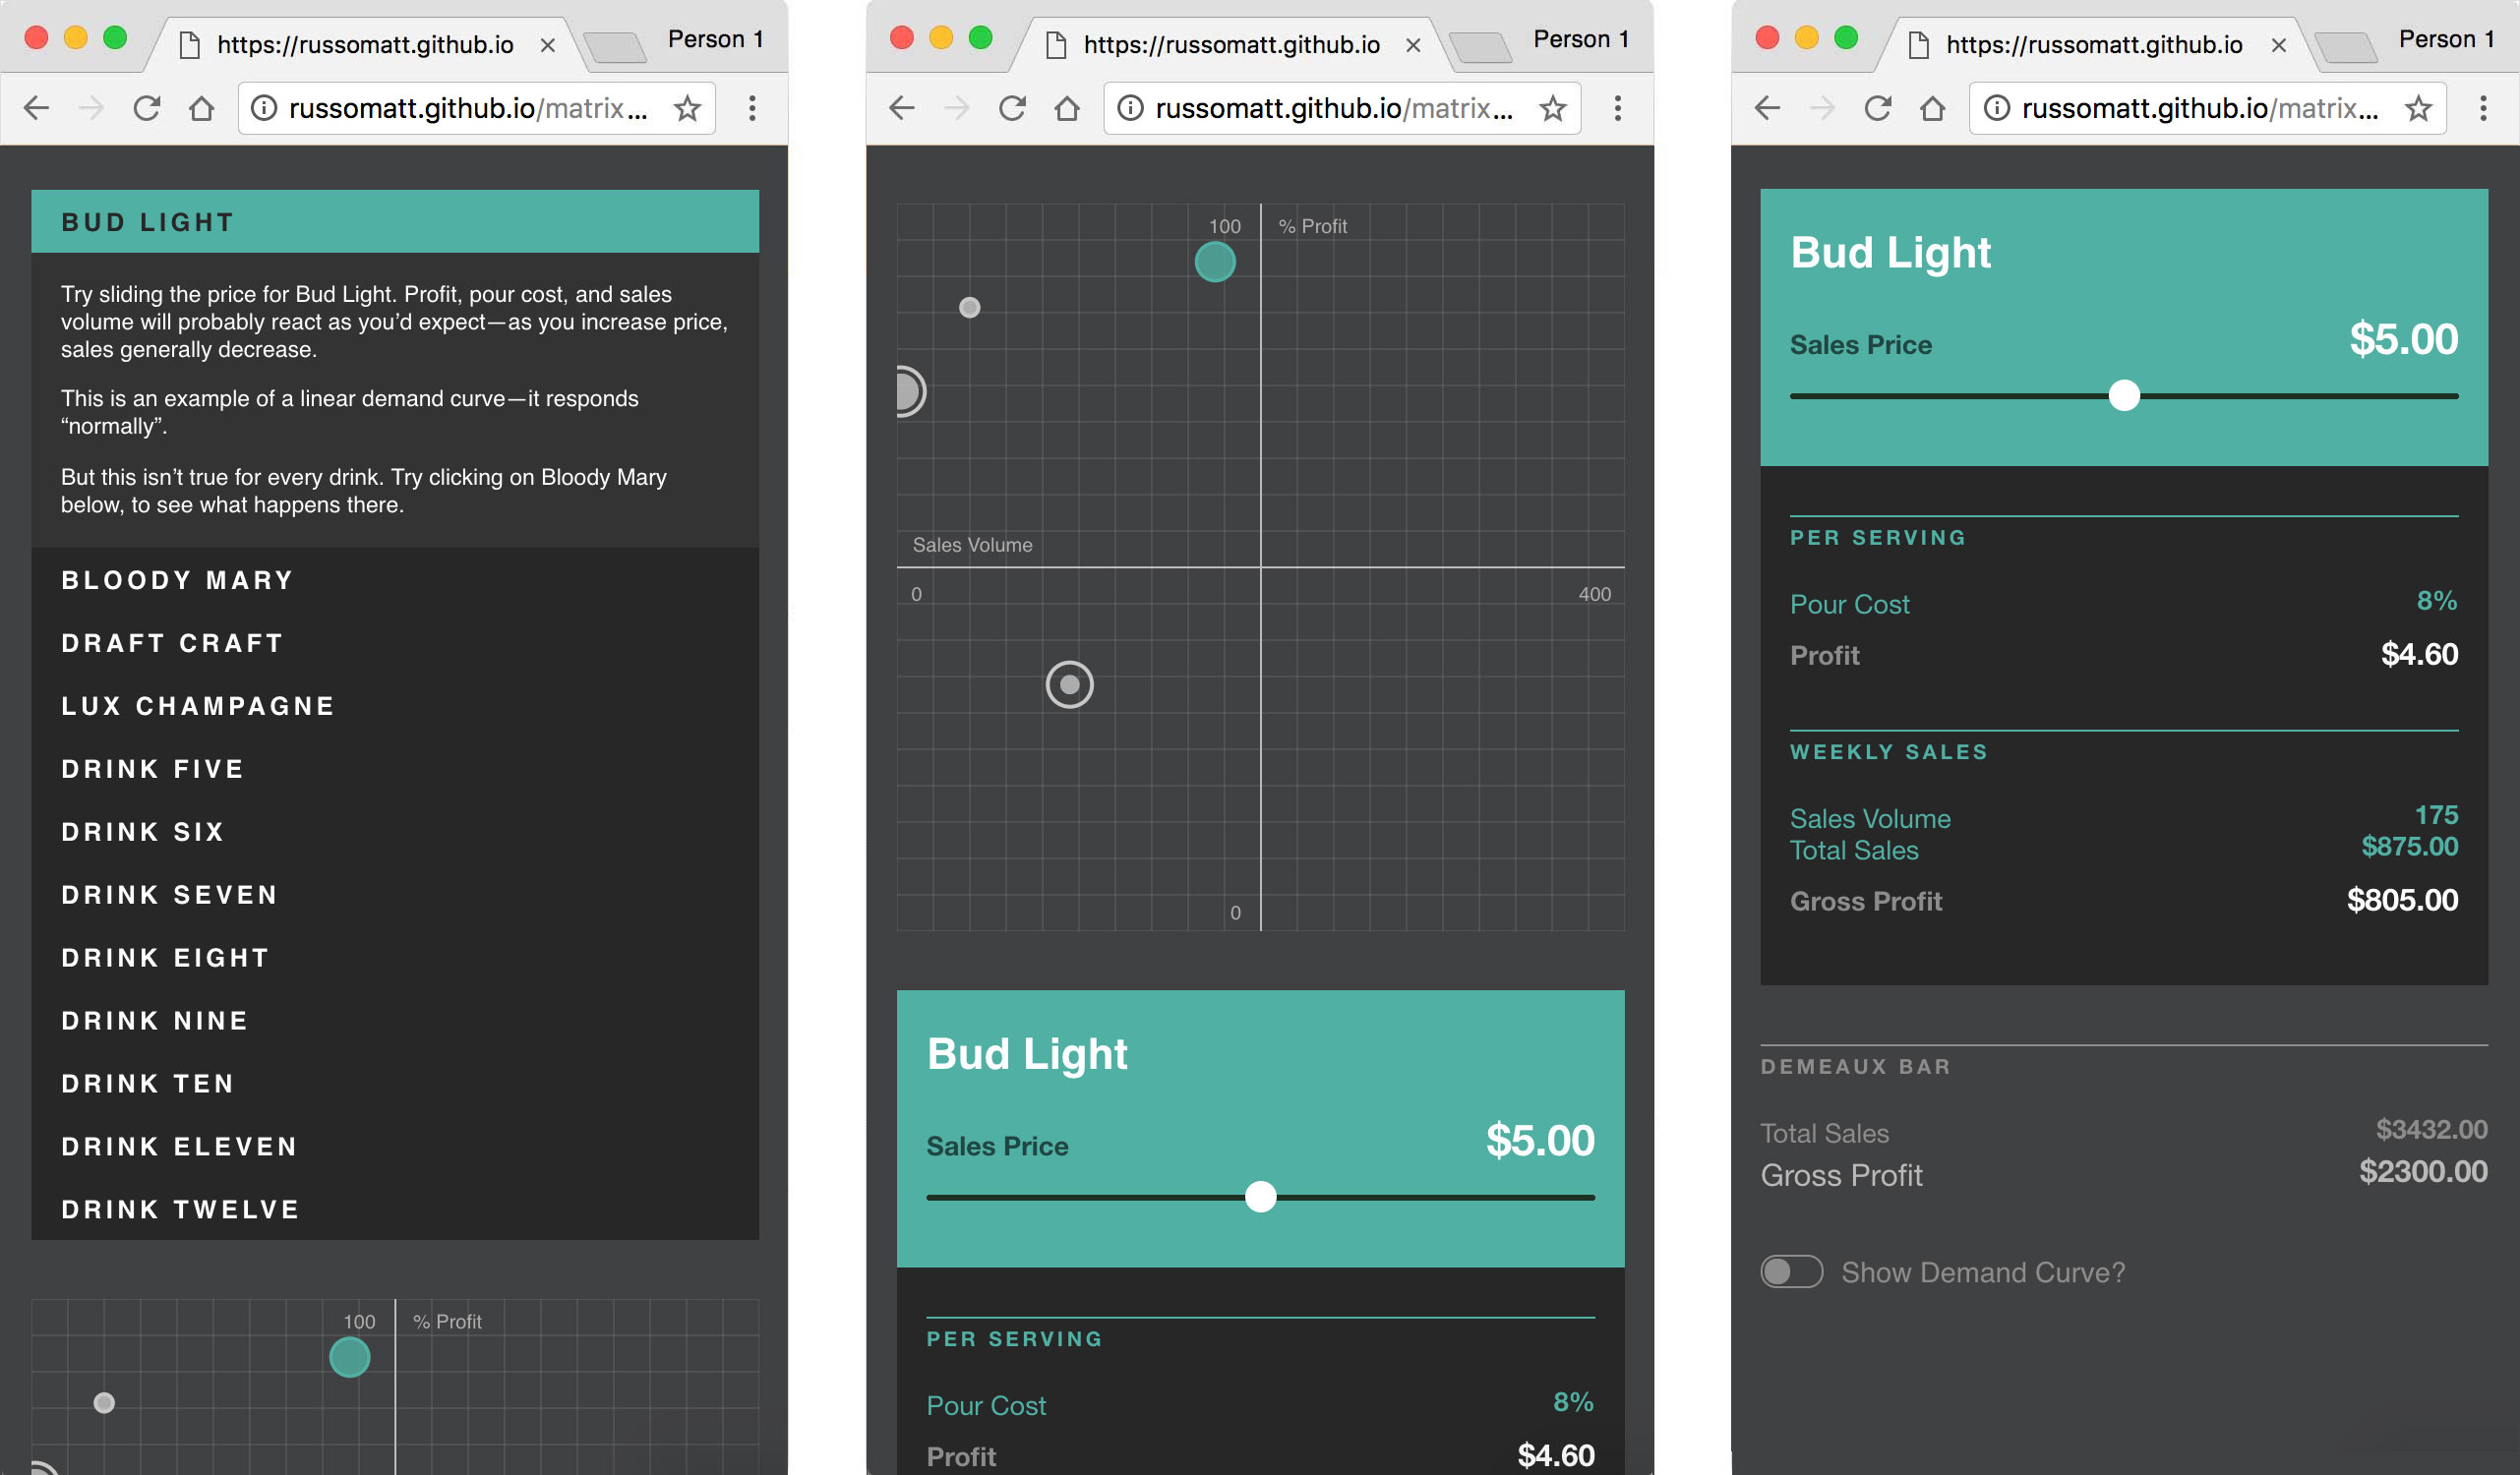 https://russomatt.github.io
Person 1
russomatt.github.io/matrix...
BUD LIGHT
Try sliding the price for Bud Light. Profit, pour cost, and sales
volume will probably react as you’d expect—as you increase price,
sales generally decrease.
This is an example of a linear demand curve—it responds
“normally”.
But this isn’t true for every drink. Try clicking on Bloody Mary
below, to see what happens there.
BLOODY MARY
DRAFT CRAFT
LUX CHAMPAGNE
DRINK FIVE
DRINK SIX
DRINK SEVEN
DRINK EIGHT
DRINK NINE
DRINK TEN
DRINK ELEVEN
DRINK TWELVE
100 % Profit
https://russomatt.github.io
Person 1
russomatt.github.io/matrix...
100 % Profit
Sales Volume
0 400
0
Bud Light
Sales Price $5.00
PER SERVING
Pour Cost 8%
Profit $4.60
https://russomatt.github.io
Person 1
russomatt.github.io/matrix...
Bud Light
Sales Price $5.00
PER SERVING
Pour Cost 8%
Profit $4.60
WEEKLY SALES
Sales Volume 175
Total Sales $875.00
Gross Profit $805.00
DEMEAUX BAR
Total Sales $3432.00
Gross Profit $2300.00
Show Demand Curve?